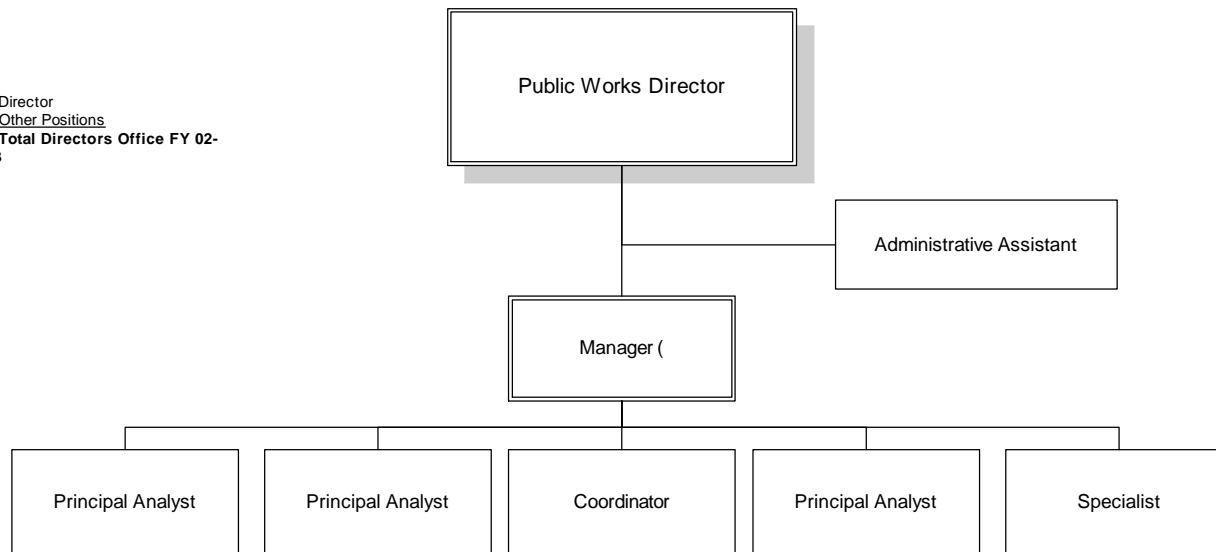 Director
Other Positions
Total Directors Office FY 02-
Public Works Director
Administrative Assistant
Manager (
Principal Analyst
Principal Analyst
Coordinator
Principal Analyst
Specialist